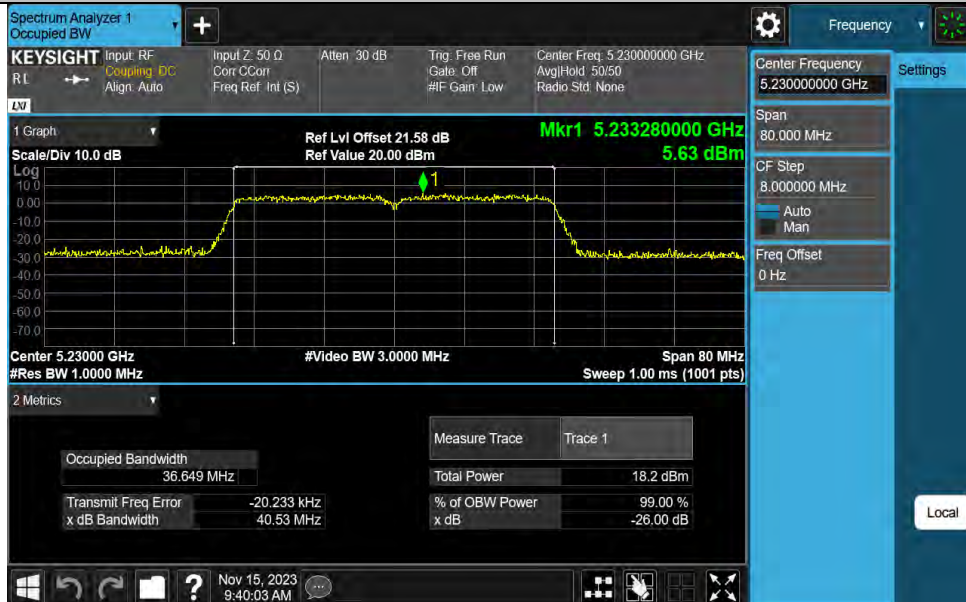 Spectrum Analyzer 1
Occupied BW
+
Frequency
KEYSIGHT
Input: RF
Coupling: DC
Align: Auto
Input Z: 50 Ω
Corr CCorr
Freq Ref: Int (S)
Atten: 30 dB
Trig: Free Run
Gate: Off
#IF Gain: Low
Center Freq: 5.230000000 GHz
Avg|Hold: 50/50
Radio Std: None
LXI
Center Frequency
5.230000000 GHz
Settings
Span
80.000 MHz
CF Step
8.000000 MHz
Auto
Man
Freq Offset
0 Hz
1 Graph
Scale/Div 10.0 dB
Ref Lvl Offset 21.58 dB
Ref Value 20.00 dBm
Mkr1 5.233280000 GHz
5.63 dBm
Log
10.0
0.00
-10.0
-20.0
-30.0
-40.0
-50.0
-60.0
-70.0
1
Center 5.23000 GHz
#Res BW 1.0000 MHz
#Video BW 3.0000 MHz
Span 80 MHz
Sweep 1.00 ms (1001 pts)
2 Metrics
Measure Trace Trace 1
Occupied Bandwidth
36.649 MHz
Total Power 18.2 dBm
Transmit Freq Error -20.233 kHz
% of OBW Power 99.00 %
x dB Bandwidth 40.53 MHz
x dB -26.00 dB
Local
?
Nov 15, 2023
9:40:03 AM